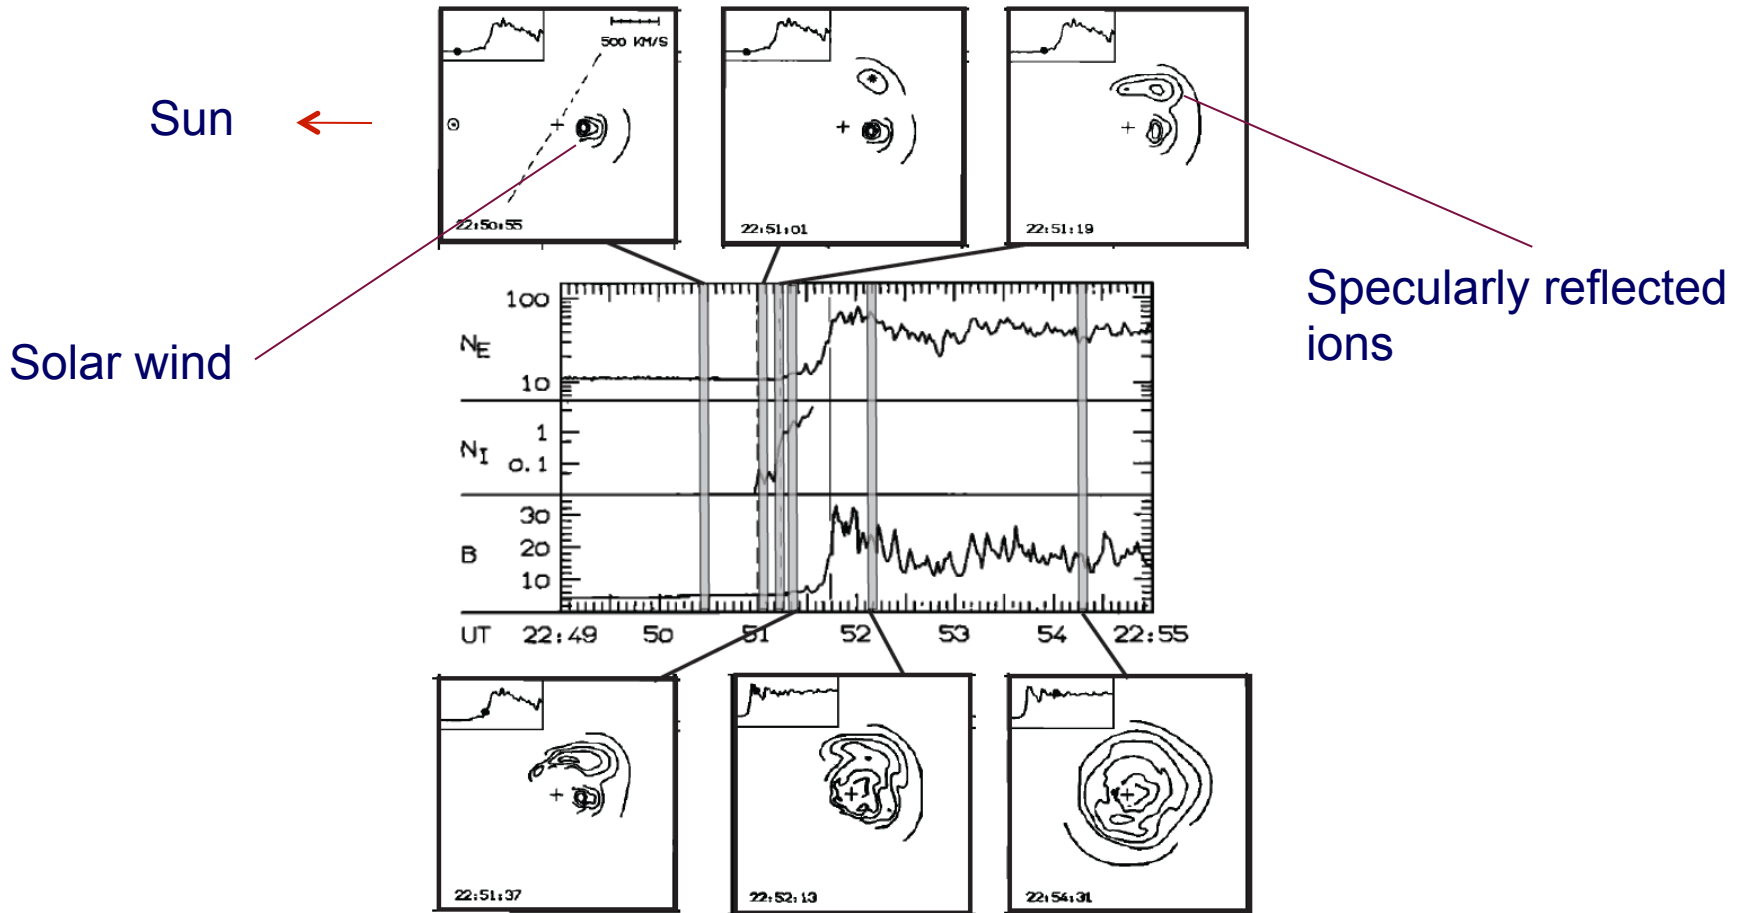 500 KM/S
Sun
22:50:55
22:51:01
22:51:19
Specularly reflected
ions
Solar wind
100
NE
10
1
NI
0.1
30
B
20
10
UT 22:49 50 51 52 53 54 22:55
22:51:37
22:52:13
22:54:31